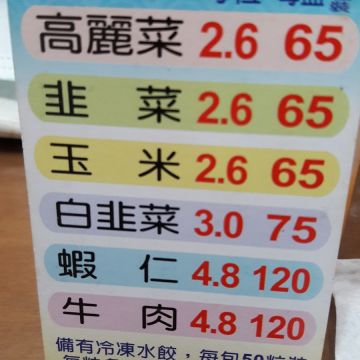 高麗菜 2.6 65
韭菜 2.6 65
玉米 2.6 65
白韭菜 3.0 75
蝦仁 4.8 120
牛肉 4.8 120
備有冷凍水餃，每包50粒裝